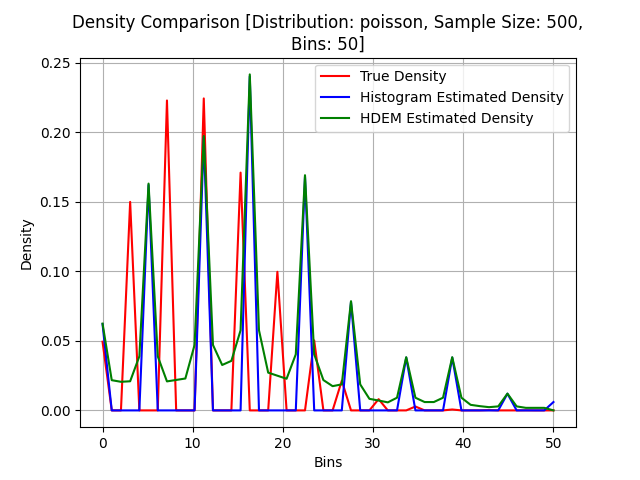 Density Comparison [Distribution: poisson, Sample Size: 500,
Bins: 50]
True Density
Histogram Estimated Density
HDEM Estimated Density
Density
0.25
0.20
0.15
0.10
0.05
0.00
0 10 20 30 40 50
Bins